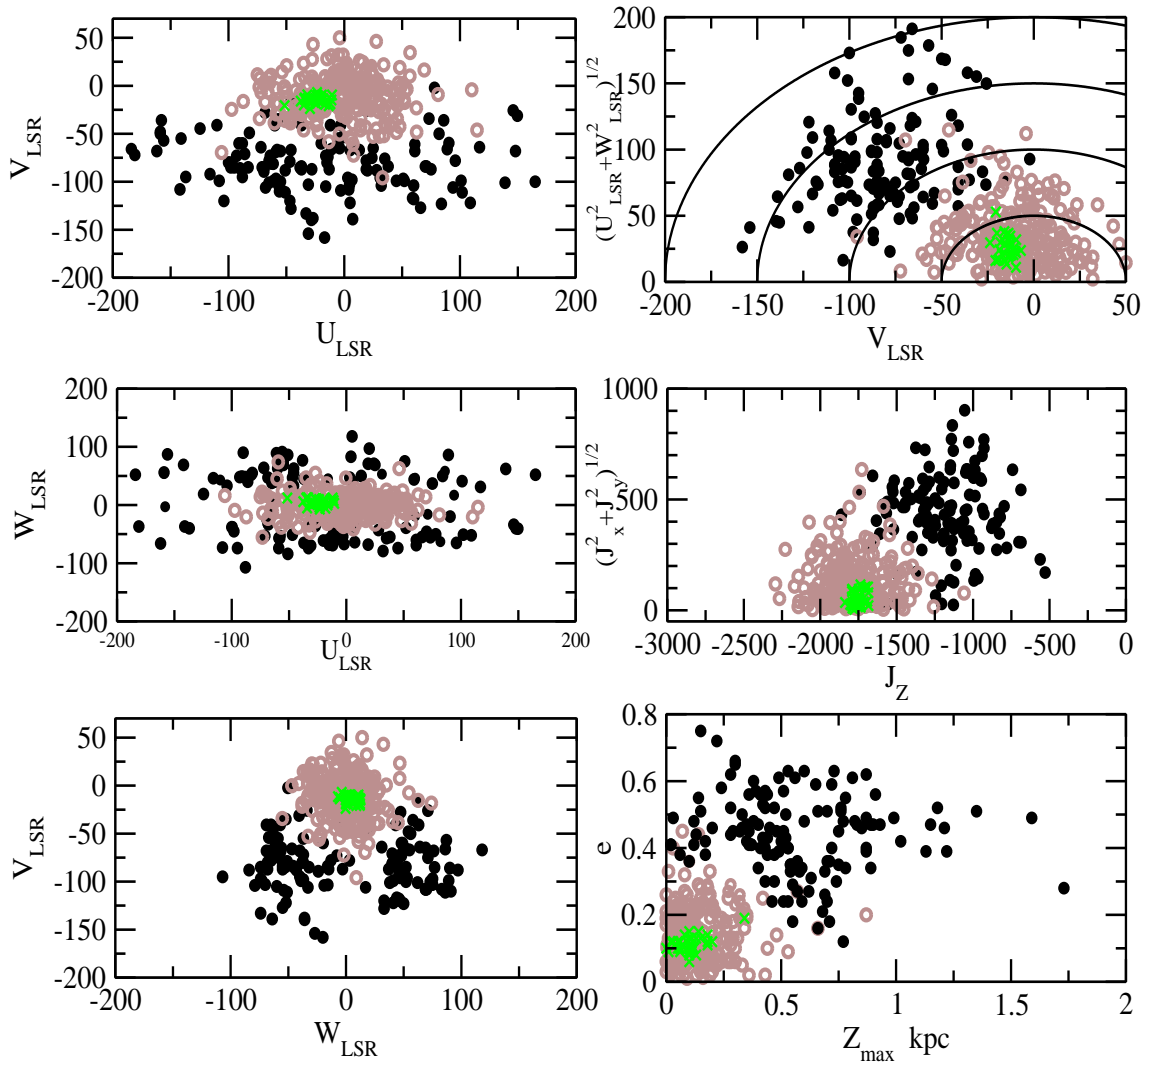 50
0
-50
-100
-150
-200
V_LSR
-200 -100 0 100 200
U_LSR
200
150
100
50
0
(U^2_LSR+W^2_LSR)^1/2
-200 -150 -100 -50 0 50
V_LSR
200
100
0
-100
-200
W_LSR
-200 -100 0 100 200
U_LSR
1000
500
0
(J^2_x+J^2_y)^1/2
-3000 -2500 -2000 -1500 -1000 -500 0
J_Z
50
0
-50
-100
-150
-200
V_LSR
-200 -100 0 100 200
W_LSR
0.8
0.6
0.4
0.2
0
e
0 0.5 1 1.5 2
Z_max kpc